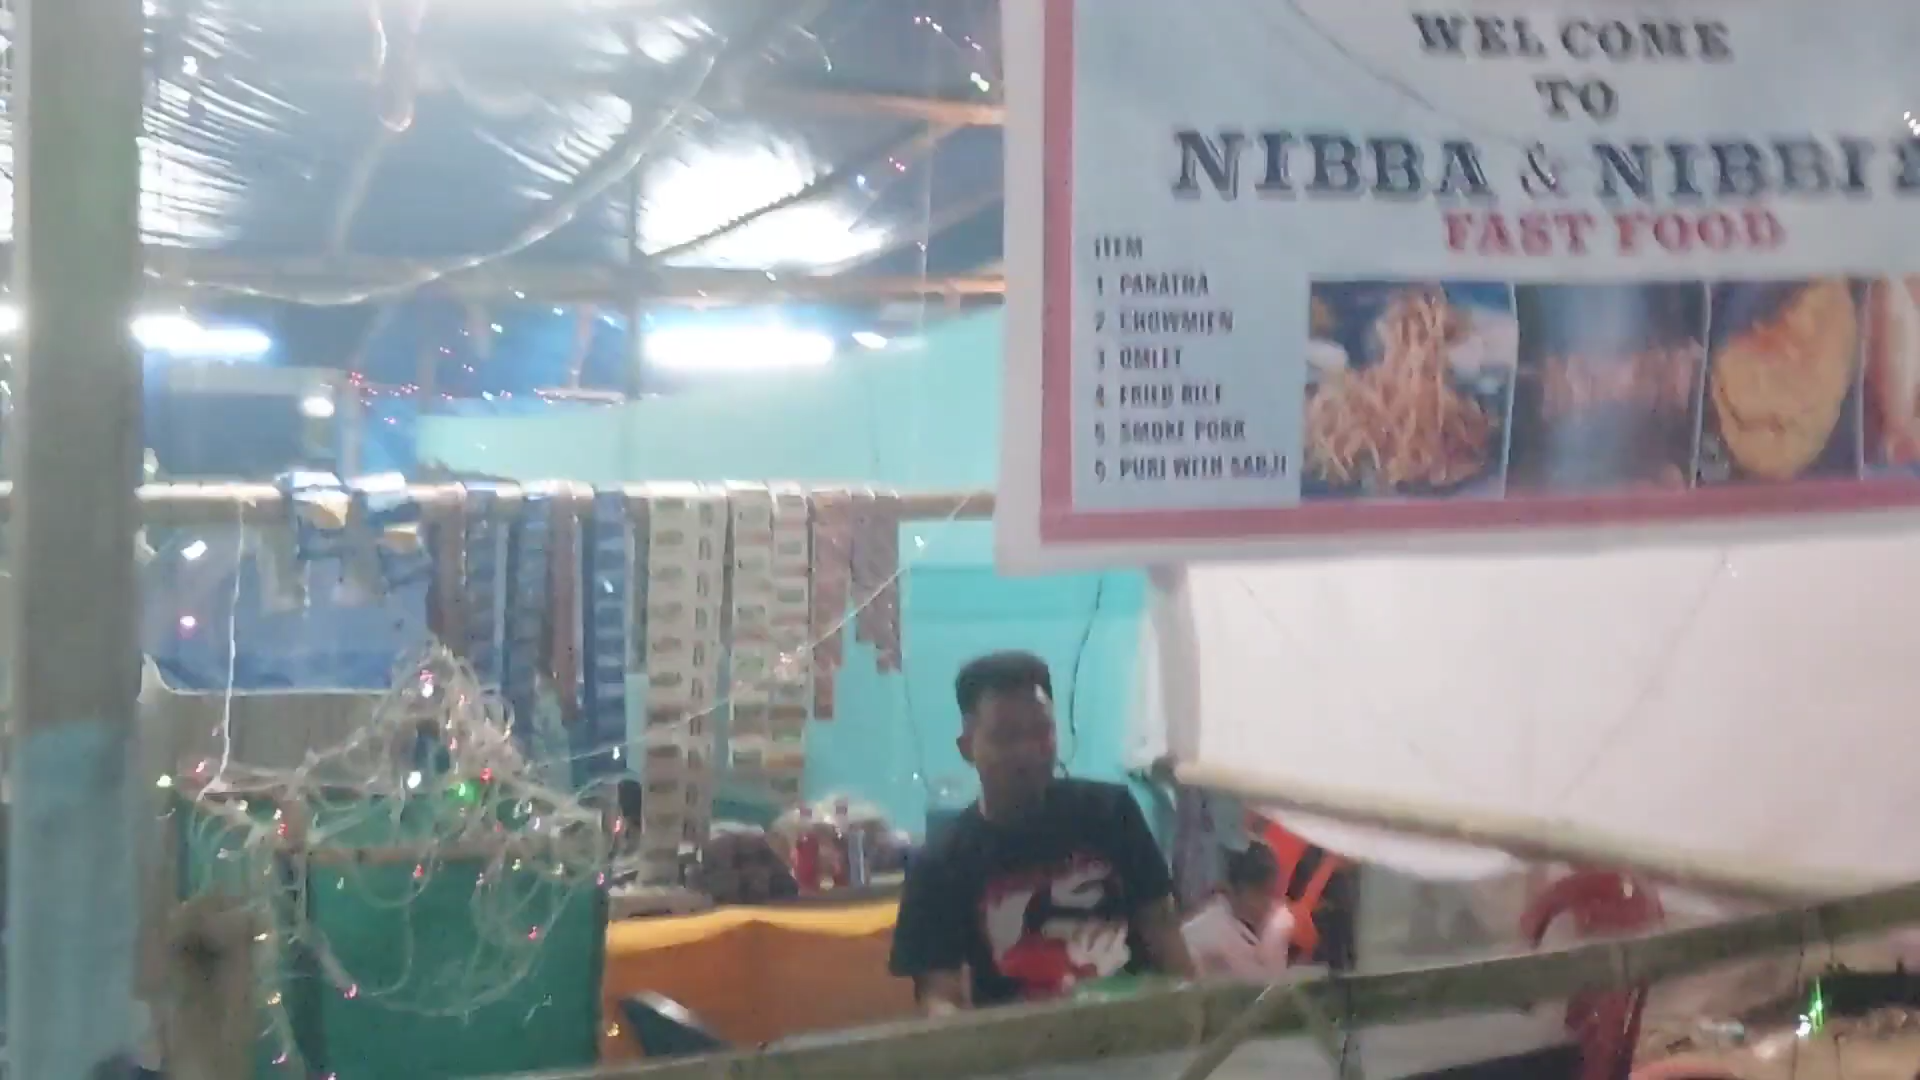 WEL COME
TO
NIBBA & NIBBI
FAST FOOD
ITEM
1. PARATHA
2. CHOWMIEN
3. OMLET
4. FRIED RICE
5. SMOKE PORK
6. PURI WITH SABJI